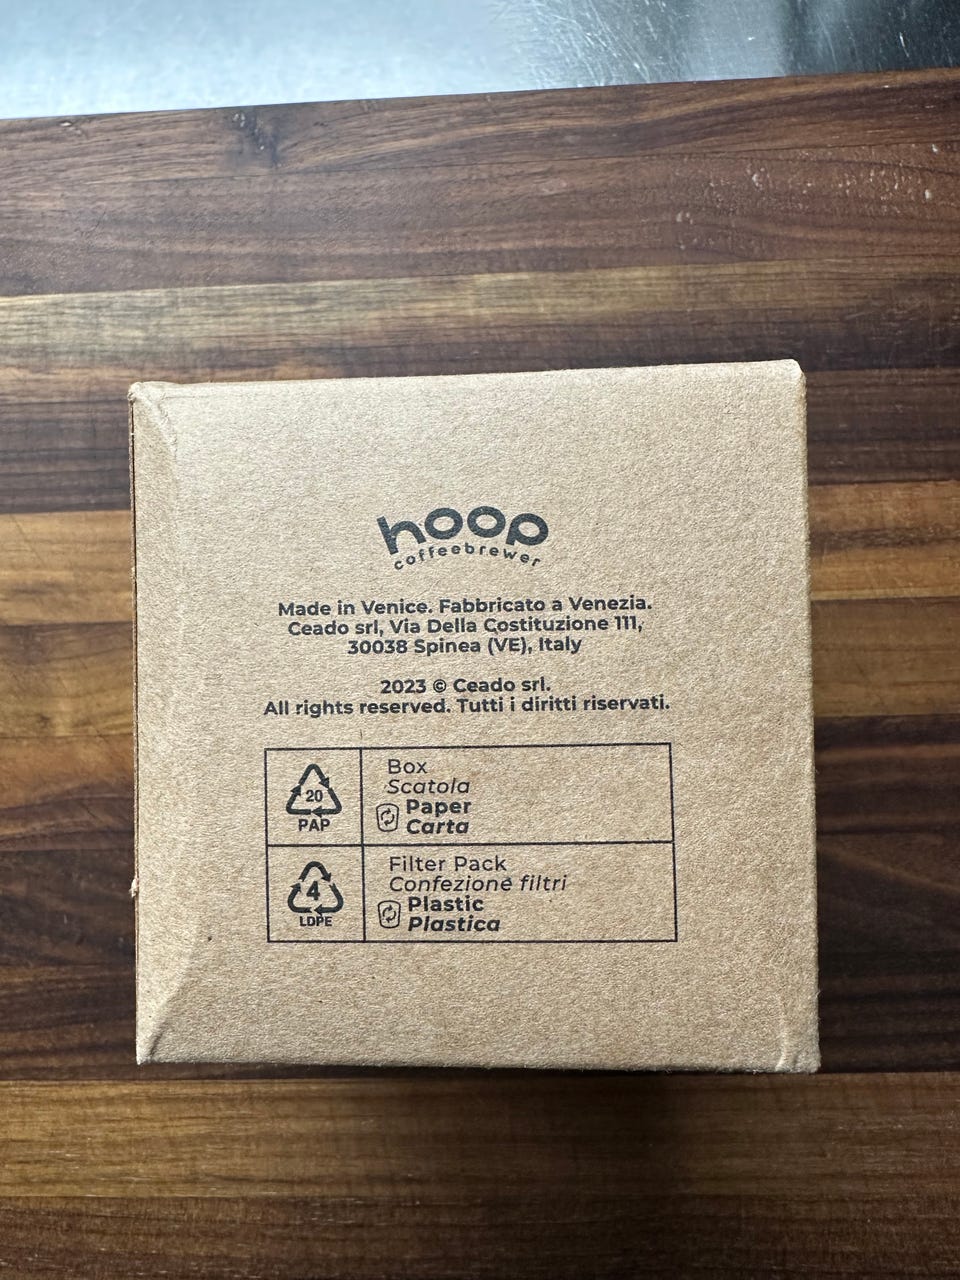 hoop
coffeebrewer
Made in Venice. Fabbricato a Venezia.
Ceado srl, Via Della Costituzione 111,
30038 Spinea (VE), Italy
2023 © Ceado srl.
All rights reserved. Tutti i diritti riservati.
20
PAP
Box
Scatola
Paper
Carta
4
LDPE
Filter Pack
Confezione filtri
Plastic
Plastica